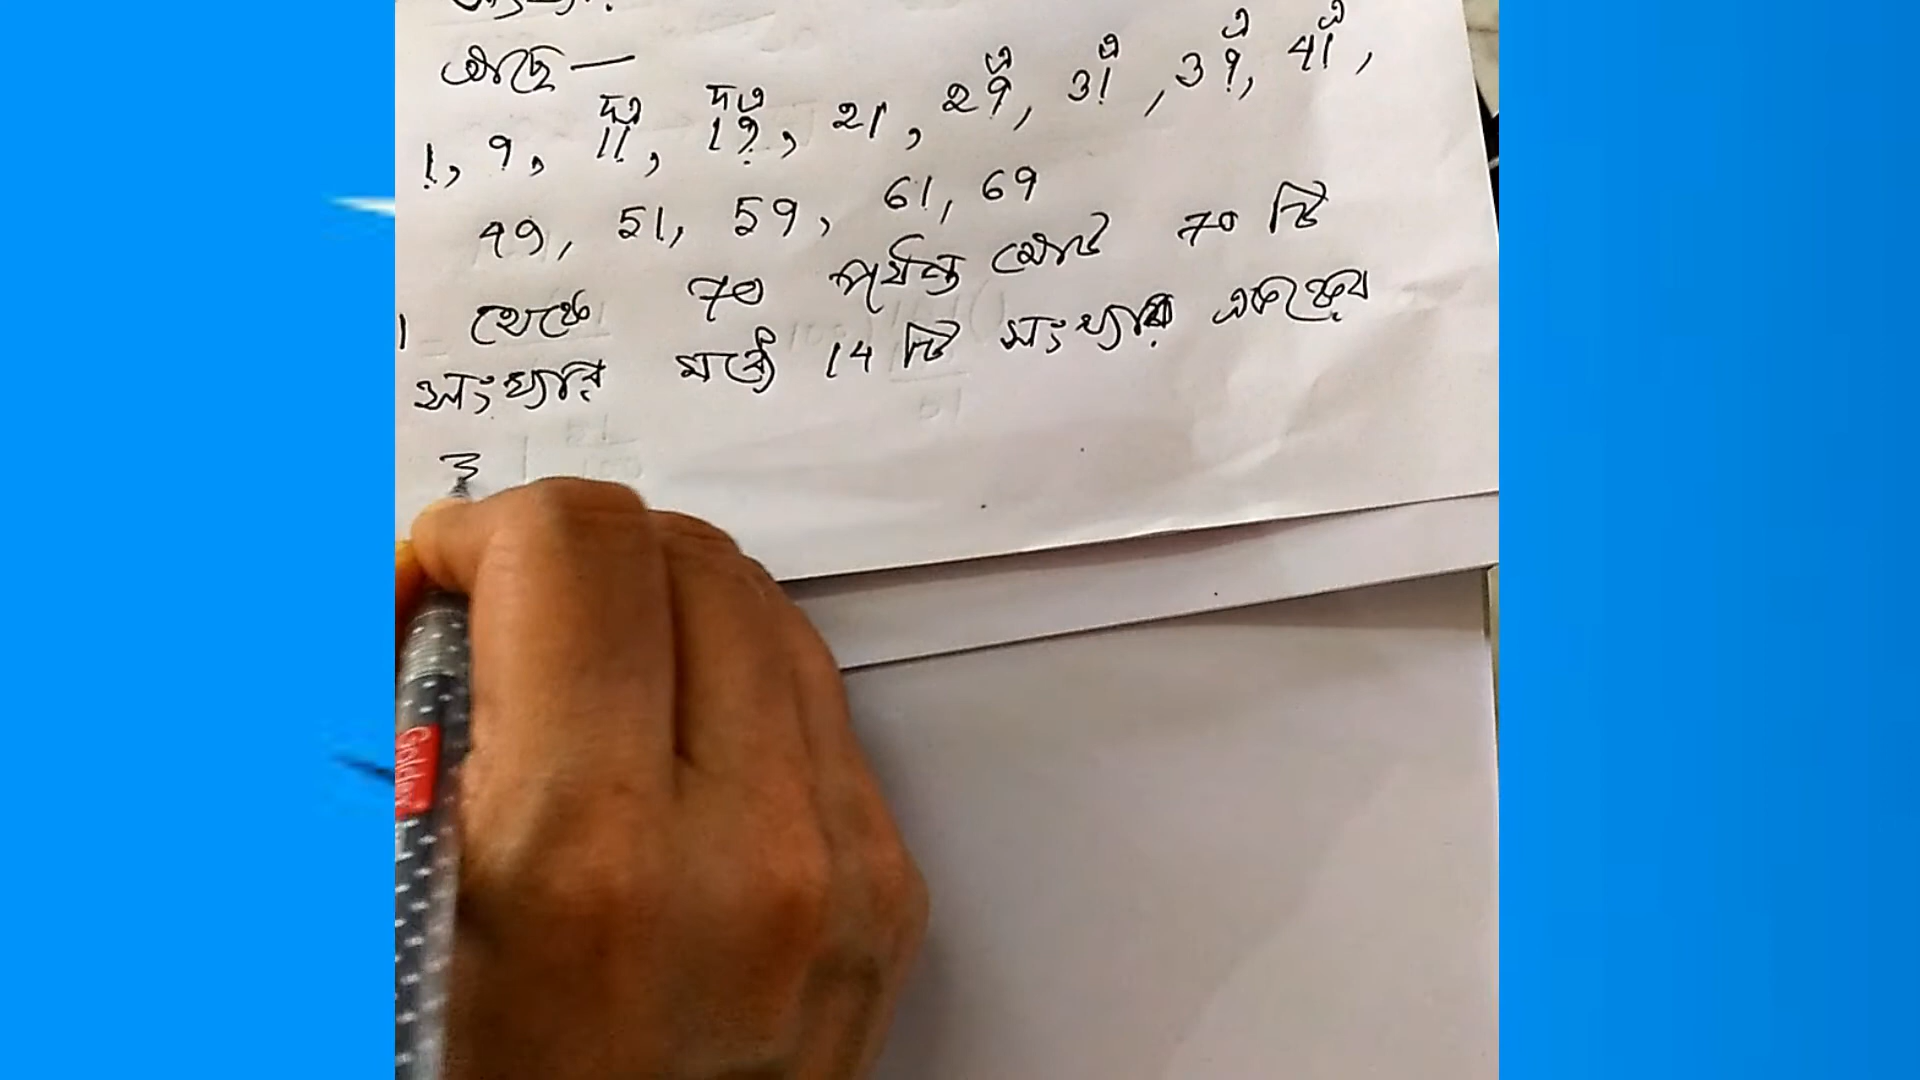 আছে —
1, 9, 11, 19, 21, 29, 31, 39, 41,
49, 51, 59, 61, 69
1 থেকে 70 পর্যন্ত মোট 70 টি
সংখ্যার মধ্যে 14 টি সংখ্যার এককের
Golde